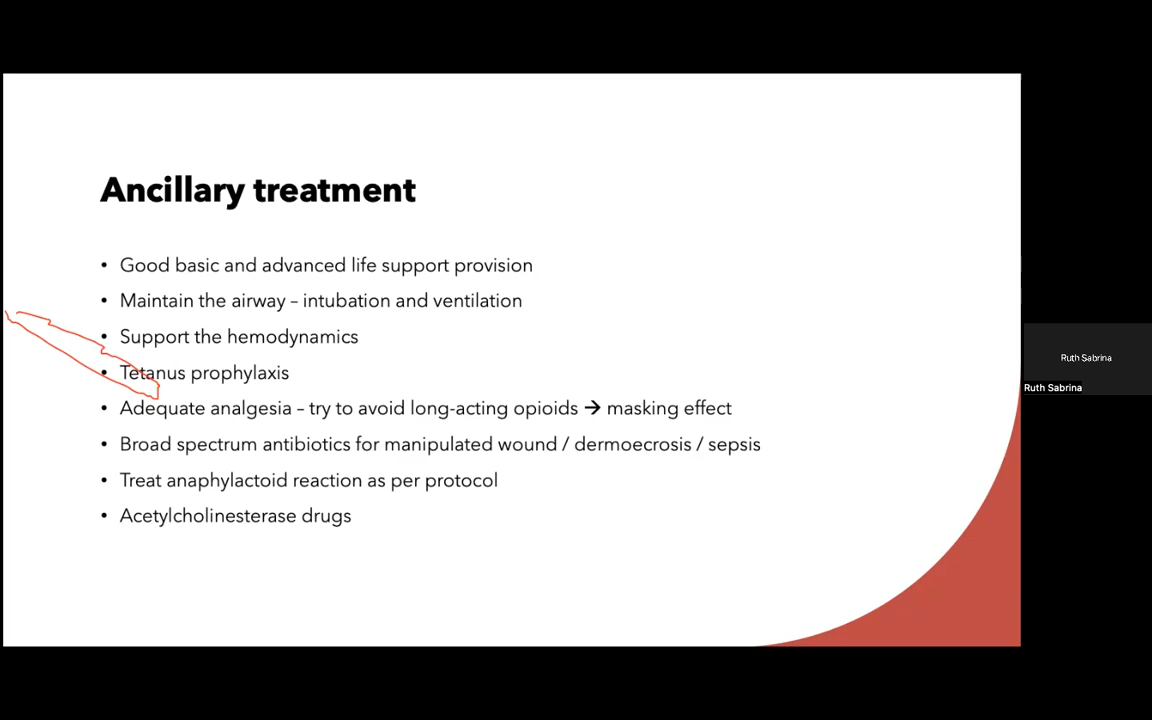 Ancillary treatment
• Good basic and advanced life support provision
• Maintain the airway – intubation and ventilation
• Support the hemodynamics
• Tetanus prophylaxis
• Adequate analgesia – try to avoid long-acting opioids → masking effect
• Broad spectrum antibiotics for manipulated wound / dermoecrosis / sepsis
• Treat anaphylactoid reaction as per protocol
• Acetylcholinesterase drugs
Ruth Sabrina
Ruth Sabrina